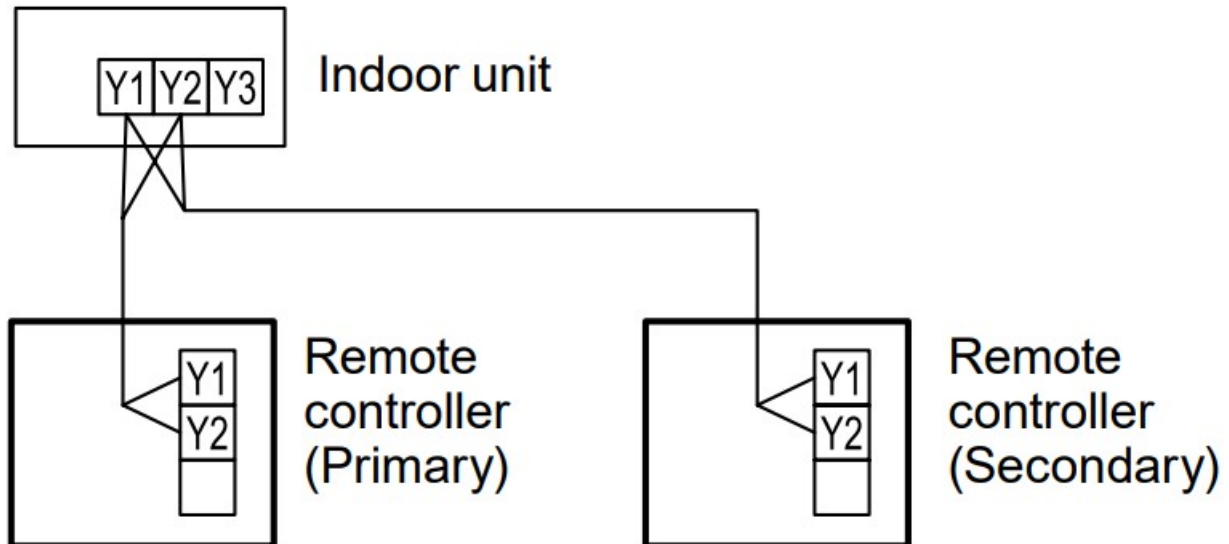 Y1 Y2 Y3
Indoor unit
Y1
Y2
Remote
controller
(Primary)
Y1
Y2
Remote
controller
(Secondary)